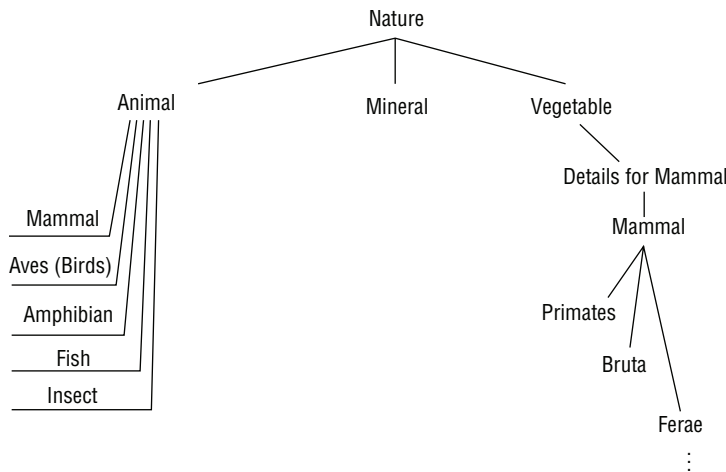 Nature
Animal
Mineral
Vegetable
Details for Mammal
Mammal
Mammal
Aves (Birds)
Amphibian
Fish
Insect
Primates
Bruta
Ferae
⋮